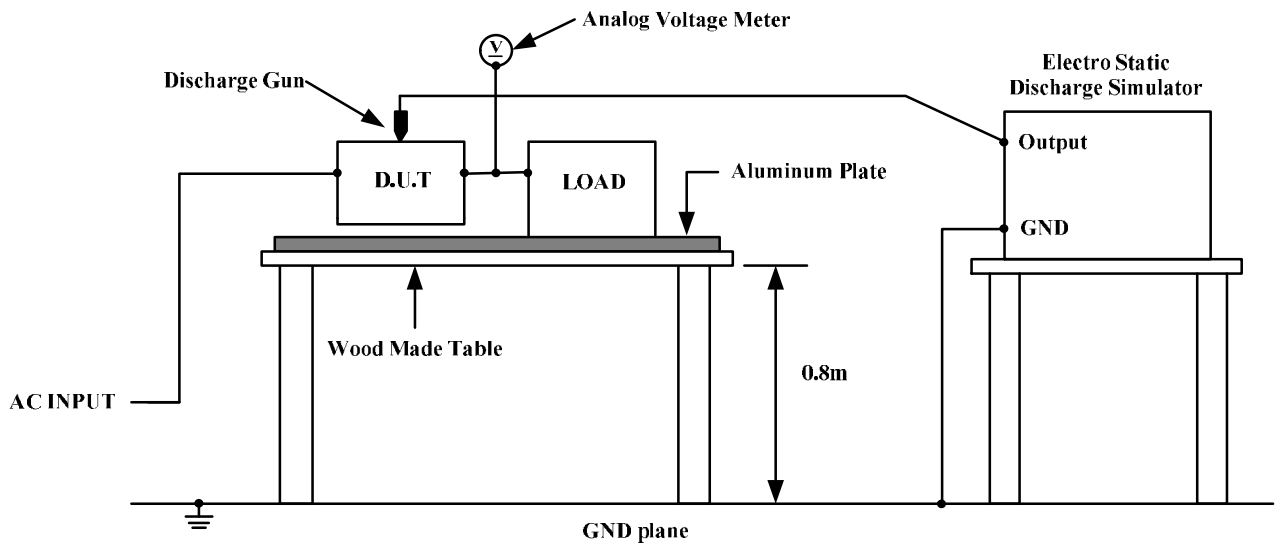 Analog Voltage Meter
V
Discharge Gun
Electro Static
Discharge Simulator
Output
D.U.T
LOAD
Aluminum Plate
GND
Wood Made Table
0.8m
AC INPUT
GND plane